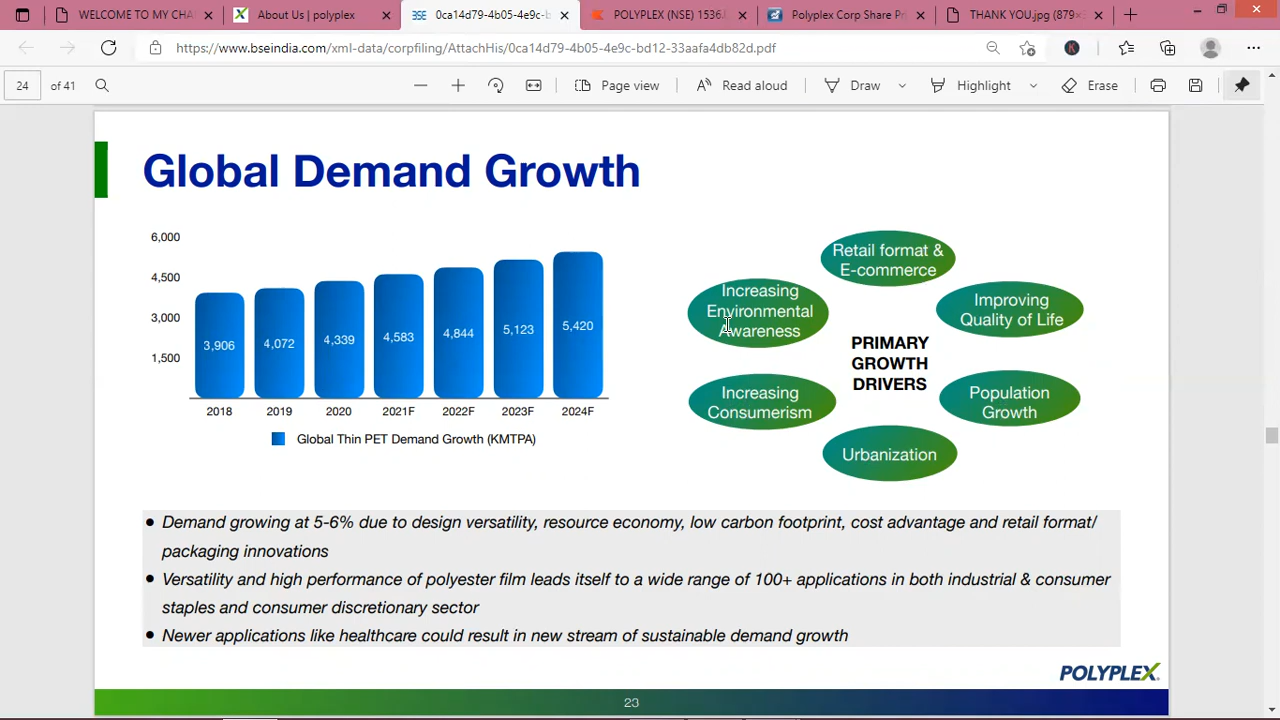 WELCOME TO MY CHA
About Us | polyplex
0ca14d79-4b05-4e9c-b
POLYPLEX (NSE) 1536.
Polyplex Corp Share Pr
THANK YOU.jpg (879×
https://www.bseindia.com/xml-data/corpfiling/AttachHis/0ca14d79-4b05-4e9c-bd12-33aafa4db82d.pdf
24 of 41
Page view
Read aloud
Draw
Highlight
Erase
Global Demand Growth
6,000
4,500
3,000
1,500
3,906 4,072 4,339 4,583 4,844 5,123 5,420
2018 2019 2020 2021F 2022F 2023F 2024F
Global Thin PET Demand Growth (KMTPA)
Retail format &
E-commerce
Increasing
Environmental
Awareness
Improving
Quality of Life
PRIMARY
GROWTH
DRIVERS
Increasing
Consumerism
Population
Growth
Urbanization
• Demand growing at 5-6% due to design versatility, resource economy, low carbon footprint, cost advantage and retail format/
packaging innovations
• Versatility and high performance of polyester film leads itself to a wide range of 100+ applications in both industrial & consumer
staples and consumer discretionary sector
• Newer applications like healthcare could result in new stream of sustainable demand growth
POLYPLEX
23